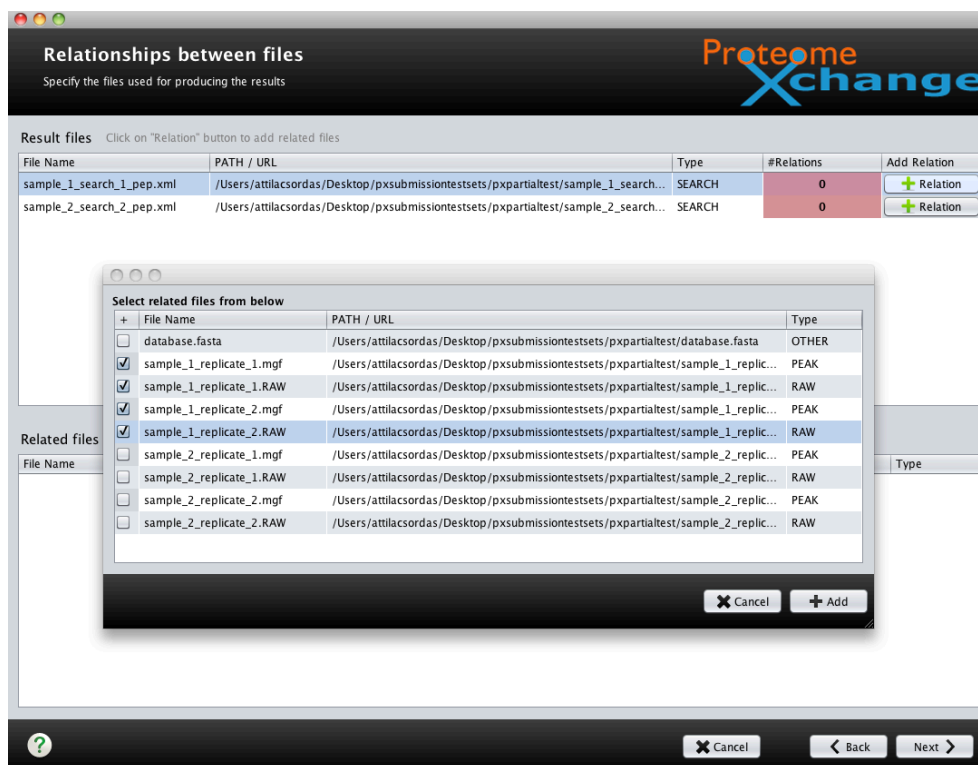 Relationships between files
Specify the files used for producing the results
Proteome
Xchange
Result files Click on "Relation" button to add related files
File Name PATH / URL Type #Relations Add Relation
sample_1_search_1_pep.xml /Users/attilacsordas/Desktop/pxsubmissiontestsets/pxpartialtest/sample_1_search... SEARCH 0 Relation
sample_2_search_2_pep.xml /Users/attilacsordas/Desktop/pxsubmissiontestsets/pxpartialtest/sample_2_search... SEARCH 0 Relation
Select related files from below
+ File Name PATH / URL Type
database.fasta /Users/attilacsordas/Desktop/pxsubmissiontestsets/pxpartialtest/database.fasta OTHER
sample_1_replicate_1.mgf /Users/attilacsordas/Desktop/pxsubmissiontestsets/pxpartialtest/sample_1_replic... PEAK
sample_1_replicate_1.RAW /Users/attilacsordas/Desktop/pxsubmissiontestsets/pxpartialtest/sample_1_replic... RAW
sample_1_replicate_2.mgf /Users/attilacsordas/Desktop/pxsubmissiontestsets/pxpartialtest/sample_1_replic... PEAK
sample_1_replicate_2.RAW /Users/attilacsordas/Desktop/pxsubmissiontestsets/pxpartialtest/sample_1_replic... RAW
sample_2_replicate_1.mgf /Users/attilacsordas/Desktop/pxsubmissiontestsets/pxpartialtest/sample_2_replic... PEAK
sample_2_replicate_1.RAW /Users/attilacsordas/Desktop/pxsubmissiontestsets/pxpartialtest/sample_2_replic... RAW
sample_2_replicate_2.mgf /Users/attilacsordas/Desktop/pxsubmissiontestsets/pxpartialtest/sample_2_replic... PEAK
sample_2_replicate_2.RAW /Users/attilacsordas/Desktop/pxsubmissiontestsets/pxpartialtest/sample_2_replic... RAW
Cancel Add
Related files
File Name Type
Cancel Back Next